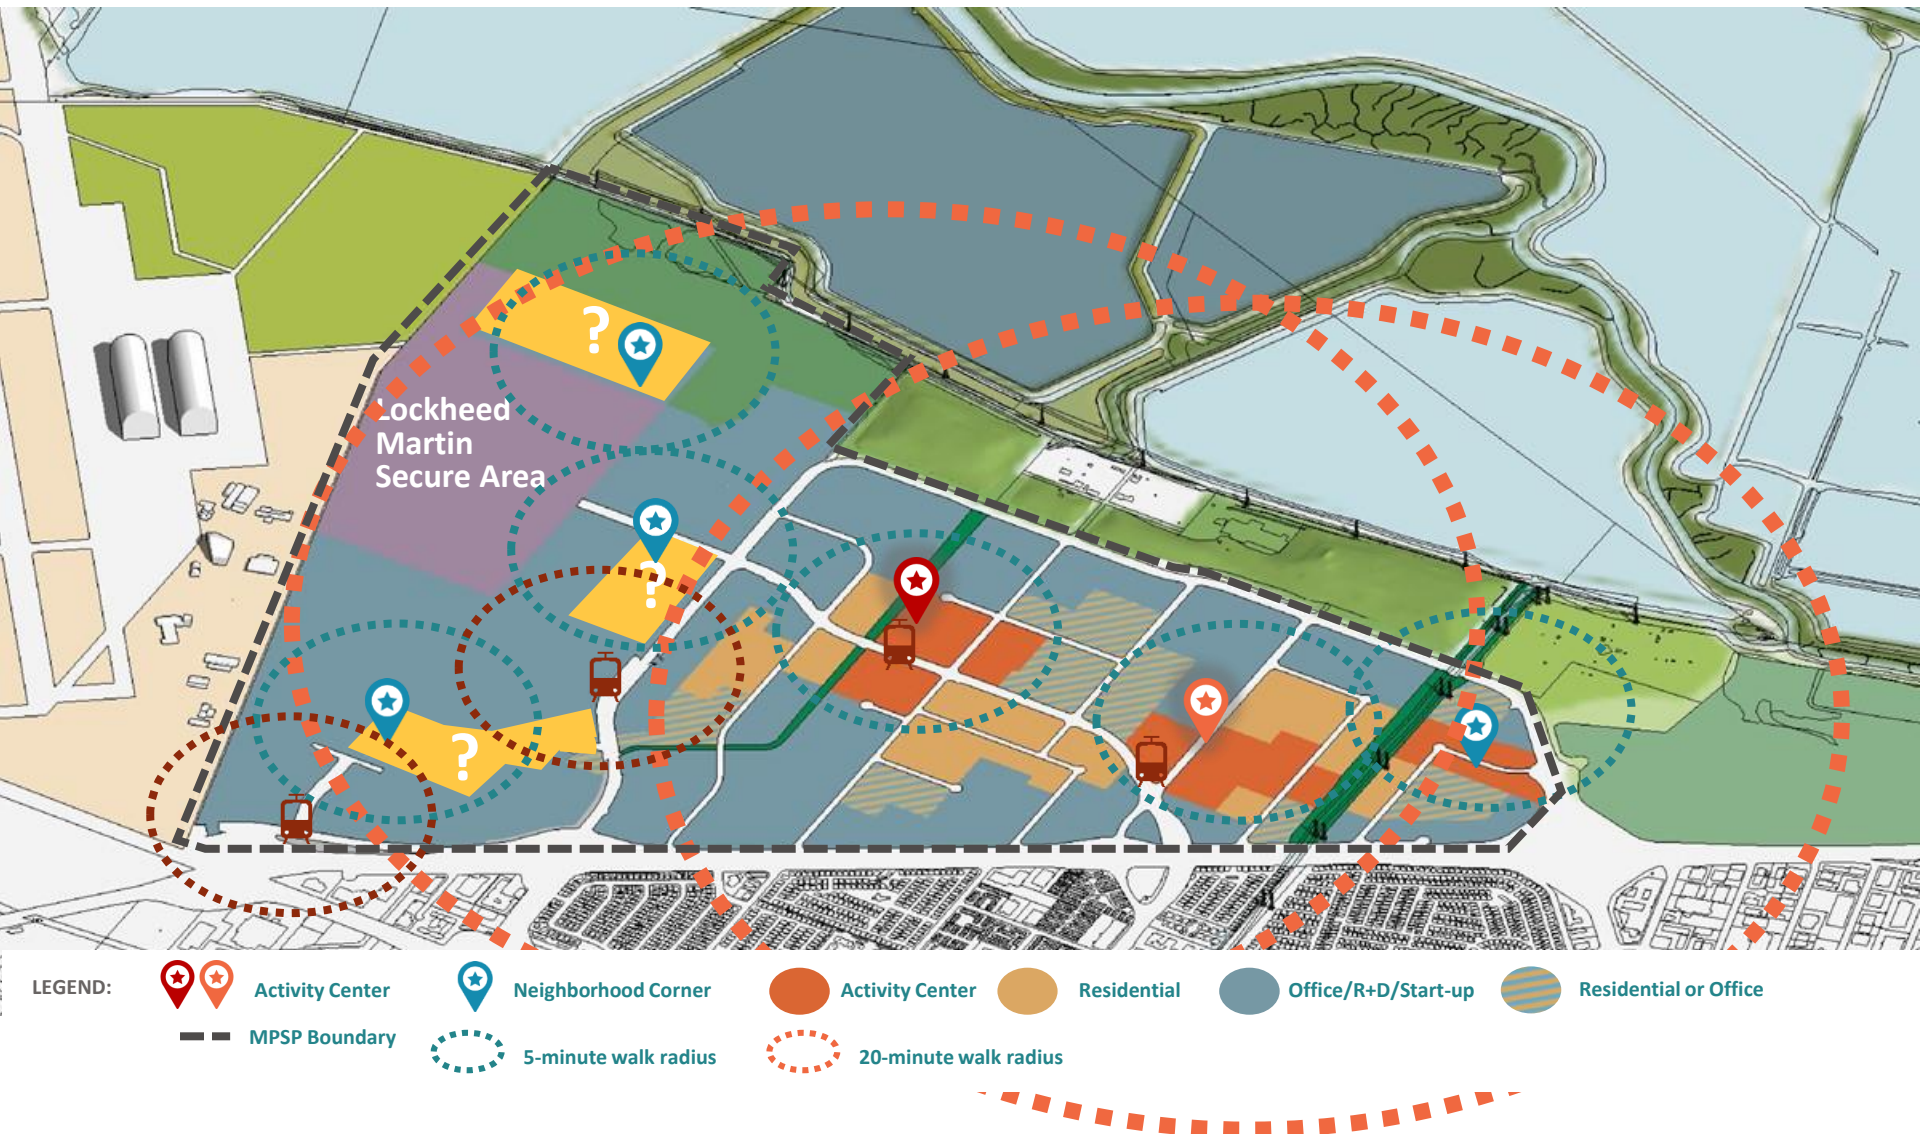 ?
Lockheed
Martin
Secure Area
?
?
LEGEND:
Activity Center
Neighborhood Corner
Activity Center
Residential
Office/R+D/Start-up
Residential or Office
MPSP Boundary
5-minute walk radius
20-minute walk radius